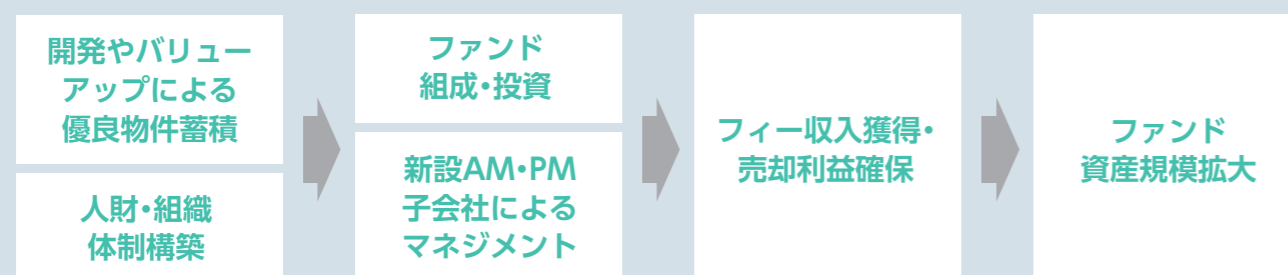 開発やバリュー
アップによる
優良物件蓄積
人財・組織
体制構築
ファンド
組成・投資
新設AM・PM
子会社による
マネジメント
フィー収入獲得・
売却利益確保
ファンド
資産規模拡大